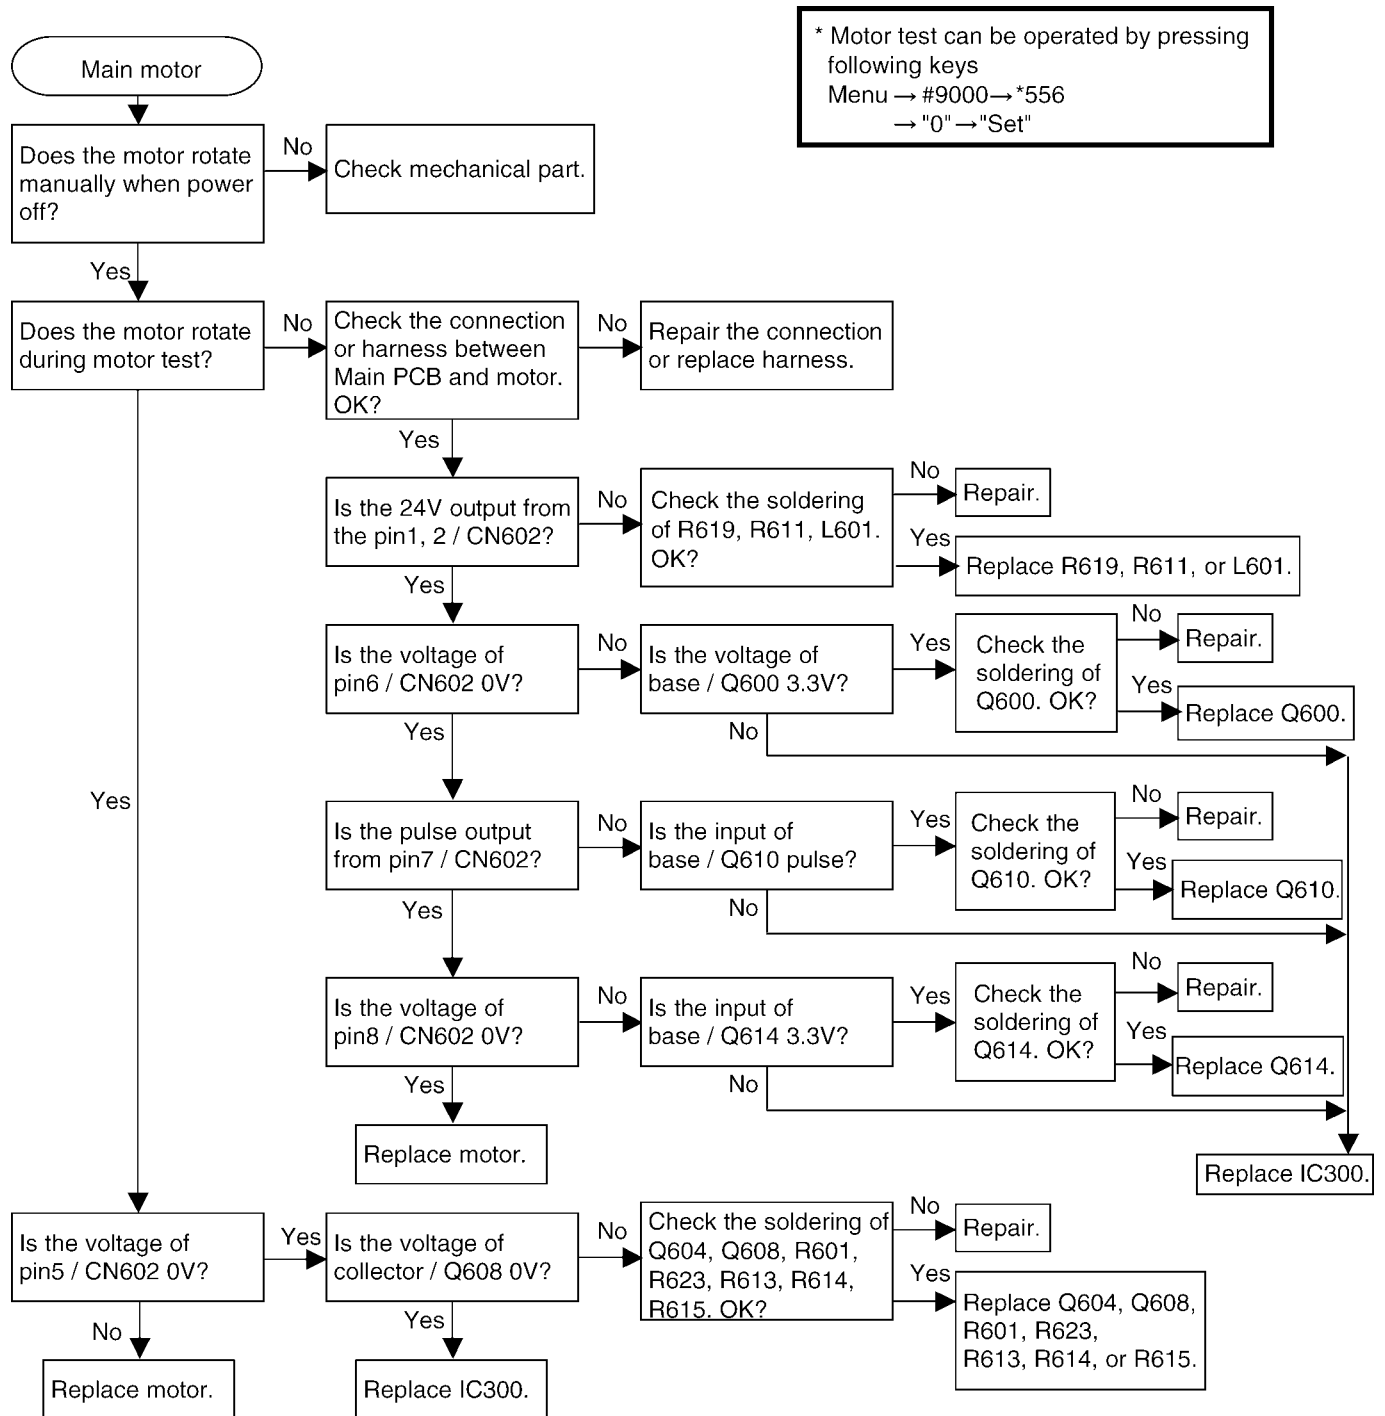 * Motor test can be operated by pressing
following keys
Menu → #9000→*556
→ "0"→"Set"
Main motor
Does the motor rotate
manually when power
off?
No
Check mechanical part.
Yes
Does the motor rotate
during motor test?
No
Check the connection
or harness between
Main PCB and motor.
OK?
No
Repair the connection
or replace harness.
Yes
Is the 24V output from
the pin1, 2 / CN602?
No
Check the soldering
of R619, R611, L601.
OK?
No
Repair.
Yes
Replace R619, R611, or L601.
Yes
Is the voltage of
pin6 / CN602 0V?
No
Is the voltage of
base / Q600 3.3V?
Yes
Check the
soldering of
Q600. OK?
No
Repair.
Yes
Replace Q600.
No
Yes
Yes
Is the pulse output
from pin7 / CN602?
No
Is the input of
base / Q610 pulse?
Yes
Check the
soldering of
Q610. OK?
No
Repair.
Yes
Replace Q610.
No
Yes
Is the voltage of
pin8 / CN602 0V?
No
Is the input of
base / Q614 3.3V?
Yes
Check the
soldering of
Q614. OK?
No
Repair.
Yes
Replace Q614.
No
Yes
Replace motor.
Replace IC300.
Is the voltage of
pin5 / CN602 0V?
Yes
Is the voltage of
collector / Q608 0V?
No
Check the soldering of
Q604, Q608, R601,
R623, R613, R614,
R615. OK?
No
Repair.
Yes
Replace Q604, Q608,
R601, R623,
R613, R614, or R615.
No
Replace motor.
Yes
Replace IC300.